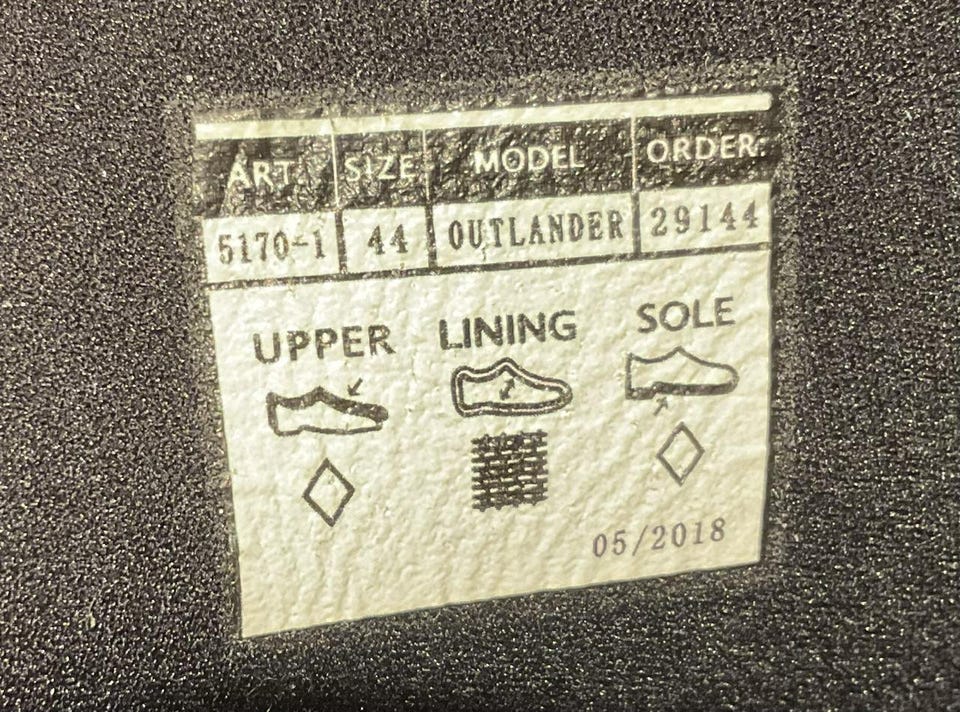 ART. SIZE MODEL ORDER:
5170-1 44 OUTLANDER 29144
UPPER LINING SOLE
05/2018